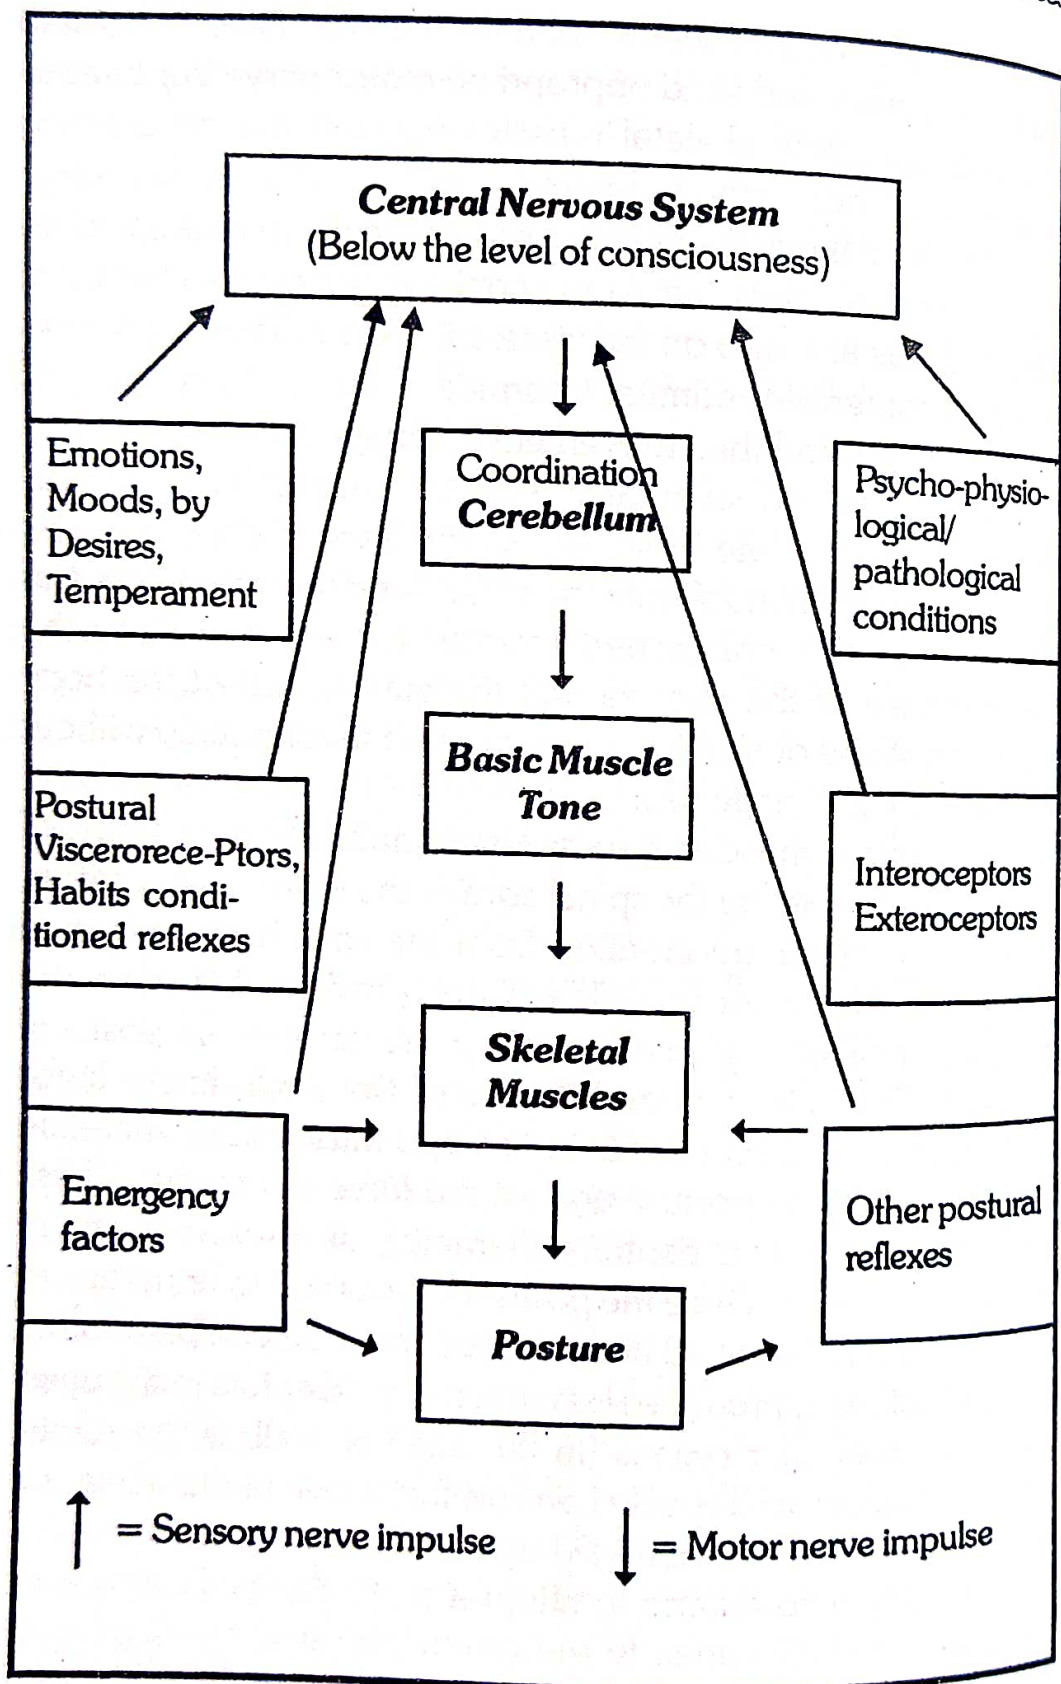 Central Nervous System
(Below the level of consciousness)
Emotions,
Moods, by
Desires,
Temperament
Coordination
Cerebellum
Psycho-physio-
logical/
pathological
conditions
Basic Muscle
Tone
Postural
Viscerorece-Ptors,
Habits condi-
tioned reflexes
Interoceptors
Exteroceptors
Skeletal
Muscles
Emergency
factors
Other postural
reflexes
Posture
= Sensory nerve impulse
= Motor nerve impulse